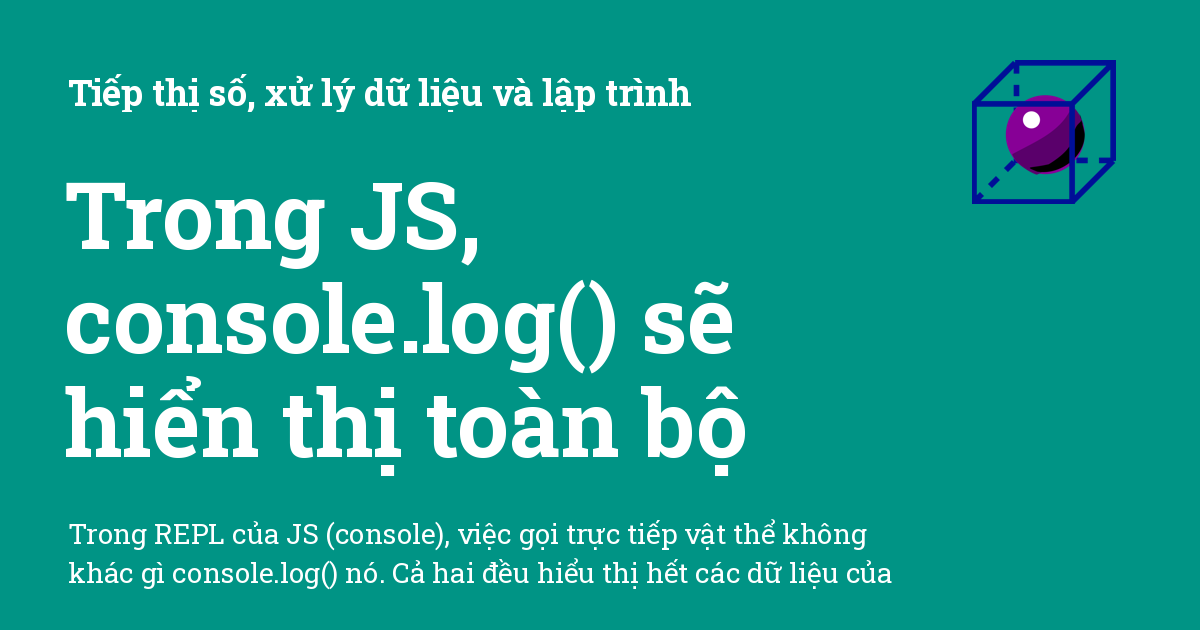 Tiếp thị số, xử lý dữ liệu và lập trình
Trong JS,
console.log() sẽ
hiển thị toàn bộ
Trong REPL của JS (console), việc gọi trực tiếp vật thể không
khác gì console.log() nó. Cả hai đều hiểu thị hết các dữ liệu của